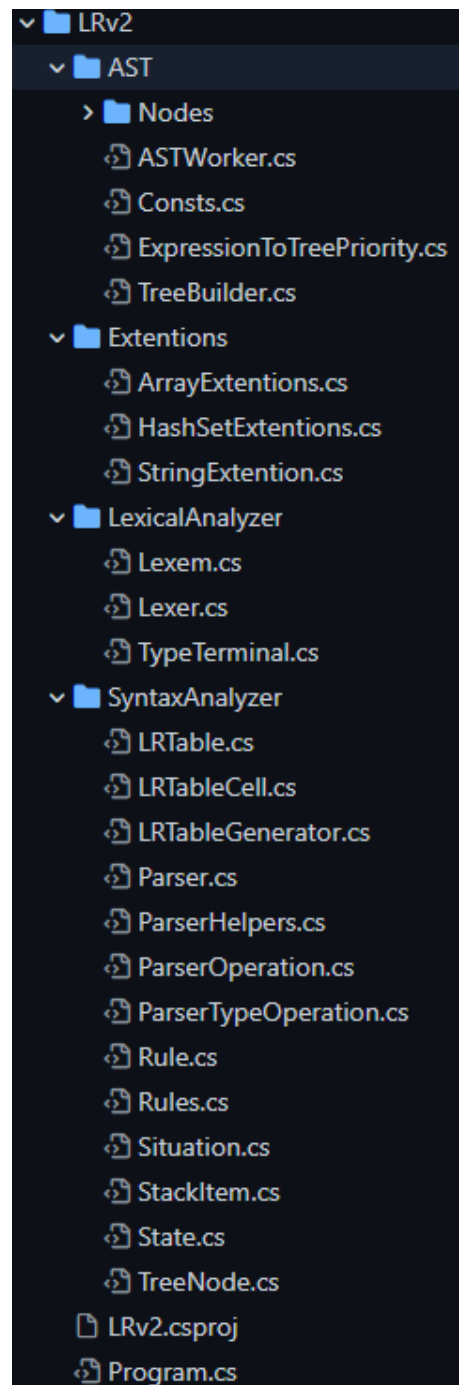 LRv2
AST
Nodes
ASTWorker.cs
Consts.cs
ExpressionToTreePriority.cs
TreeBuilder.cs
Extentions
ArrayExtentions.cs
HashSetExtentions.cs
StringExtention.cs
LexicalAnalyzer
Lexem.cs
Lexer.cs
TypeTerminal.cs
SyntaxAnalyzer
LRTable.cs
LRTableCell.cs
LRTableGenerator.cs
Parser.cs
ParserHelpers.cs
ParserOperation.cs
ParserTypeOperation.cs
Rule.cs
Rules.cs
Situation.cs
StackItem.cs
State.cs
TreeNode.cs
LRv2.csproj
Program.cs